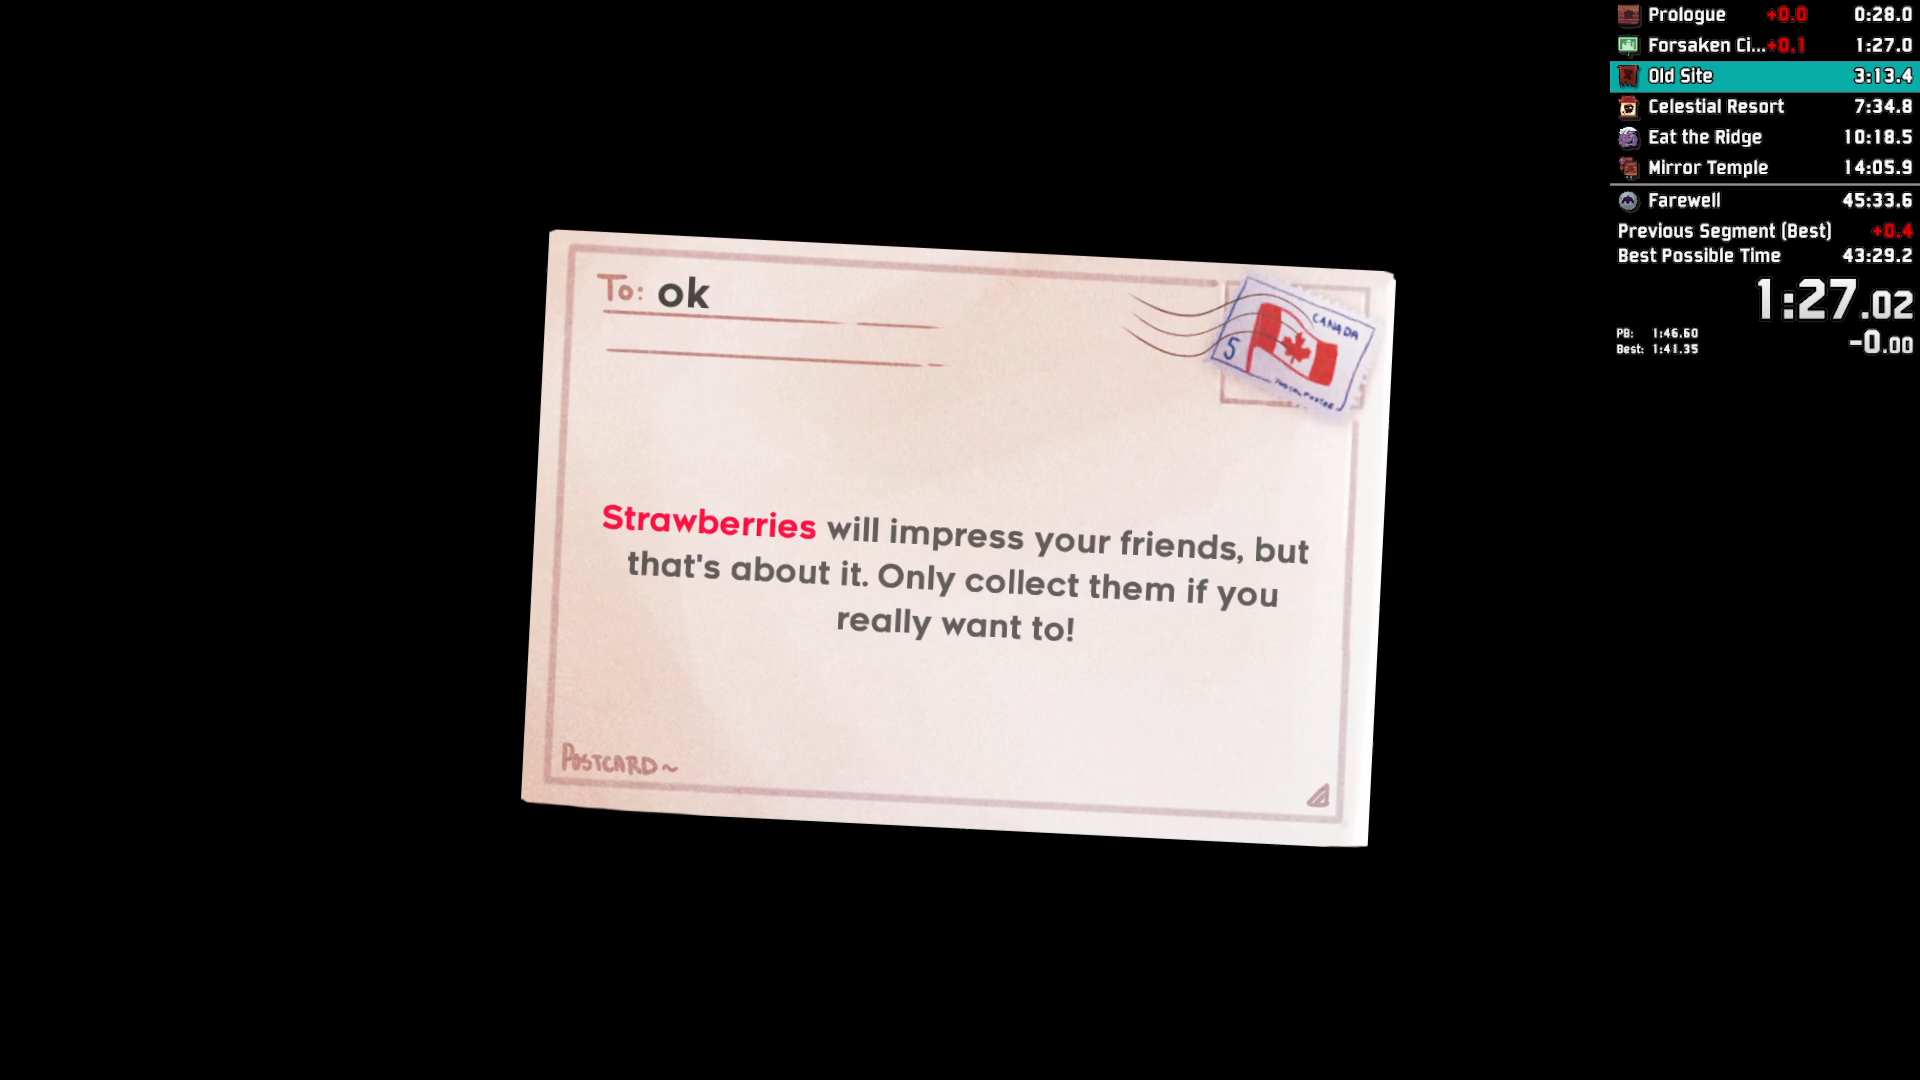 To: ok
CANADA
5
Strawberries will impress your friends, but
that's about it. Only collect them if you
really want to!
POSTCARD~
Prologue +0.0 0:28.0
Forsaken Ci...+0.1 1:27.0
Old Site 3:13.4
Celestial Resort 7:34.8
Eat the Ridge 10:18.5
Mirror Temple 14:05.9
Farewell 45:33.6
Previous Segment (Best) +0.4
Best Possible Time 43:29.2
1:27.02
PB: 1:46.60
Best: 1:41.35
-0.00